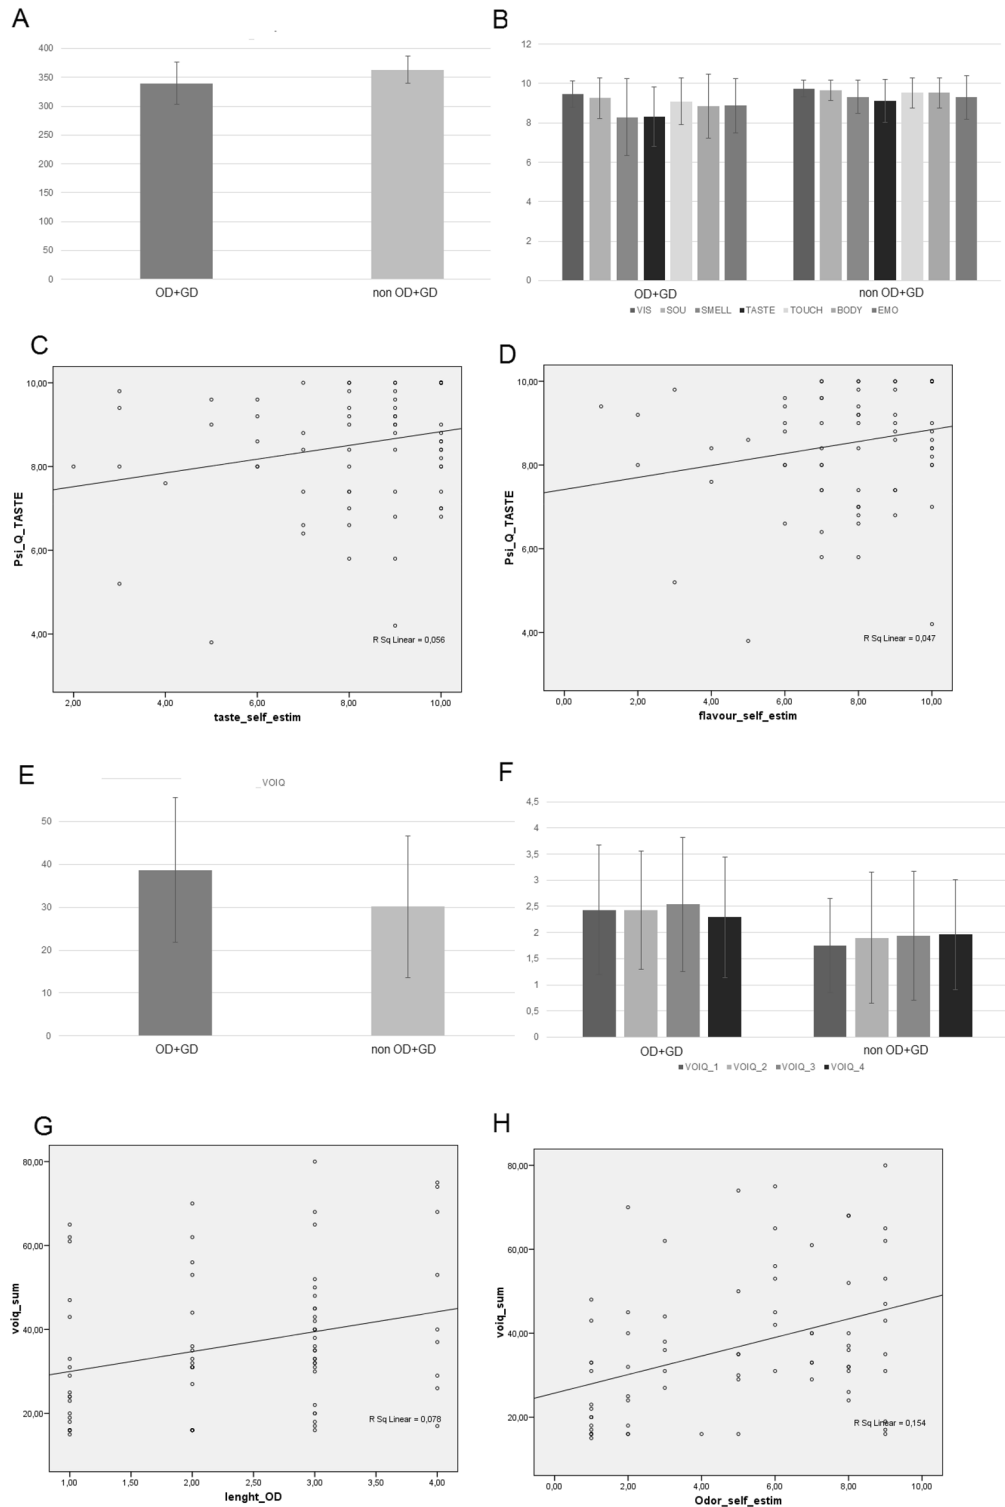 A
400
350
300
250
200
150
100
50
0
OD+GD
non OD+GD
B
12
10
8
6
4
2
0
OD+GD
non OD+GD
VIS SOU SMELL TASTE TOUCH BODY EMO
C
Psi_Q_TASTE
10,00
8,00
6,00
4,00
R Sq Linear = 0,056
2,00
4,00
6,00
8,00
10,00
taste_self_estim
D
Psi_Q_TASTE
10,00
8,00
6,00
4,00
R Sq Linear = 0,047
0,00
2,00
4,00
6,00
8,00
10,00
flavour_self_estim
E
_VOIQ
50
40
30
20
10
0
OD+GD
non OD+GD
F
4,5
4
3,5
3
2,5
2
1,5
1
0,5
0
OD+GD
non OD+GD
VOIQ_1 VOIQ_2 VOIQ_3 VOIQ_4
G
voiq_sum
80,00
60,00
40,00
20,00
R Sq Linear = 0,078
1,00
1,50
2,00
2,50
3,00
3,50
4,00
lenght_OD
H
voiq_sum
80,00
60,00
40,00
20,00
R Sq Linear = 0,154
0,00
2,00
4,00
6,00
8,00
10,00
Odor_self_estim